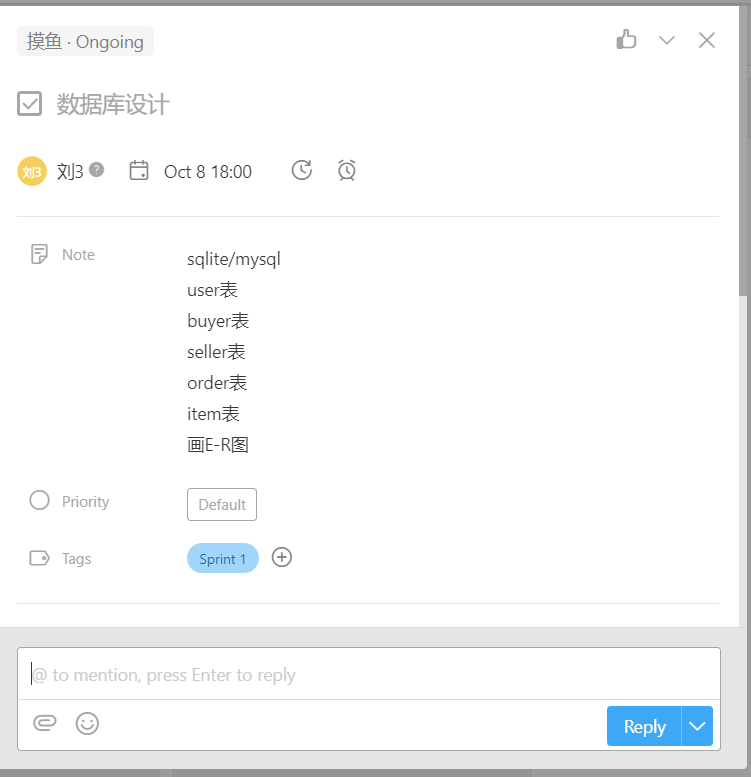 摸鱼 · Ongoing
数据库设计
刘3 刘3 ? Oct 8 18:00
Note
sqlite/mysql
user表
buyer表
seller表
order表
item表
画E-R图
Priority Default
Tags Sprint 1
@ to mention, press Enter to reply
Reply